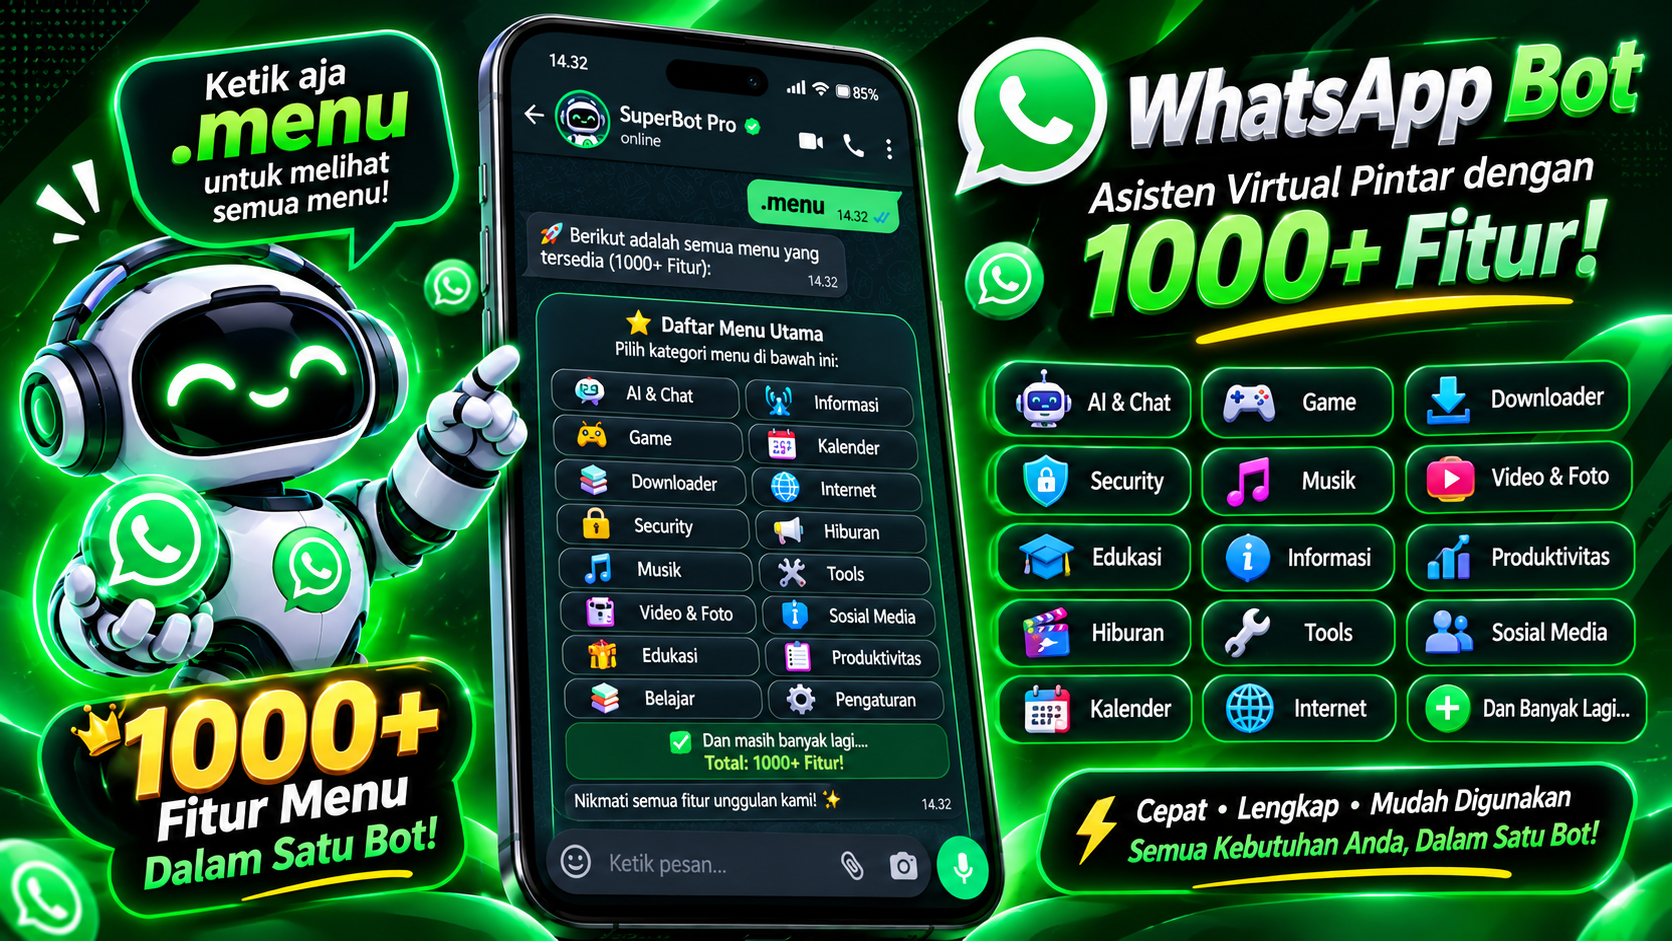 Ketik aja
.menu
untuk melihat
semua menu!
1000+
Fitur Menu
Dalam Satu Bot!
14.32
85%
SuperBot Pro
online
.menu 14.32
🚀 Berikut adalah semua menu yang
tersedia (1000+ Fitur):
14.32
⭐ Daftar Menu Utama
Pilih kategori menu di bawah ini:
AI & Chat
Informasi
Game
Kalender
Downloader
Internet
Security
Hiburan
Musik
Tools
Video & Foto
Sosial Media
Edukasi
Produktivitas
Belajar
Pengaturan
✅ Dan masih banyak lagi....
Total: 1000+ Fitur!
Nikmati semua fitur unggulan kami! ✨ 14.32
Ketik pesan...
WhatsApp Bot
Asisten Virtual Pintar dengan
1000+ Fitur!
AI & Chat
Game
Downloader
Security
Musik
Video & Foto
Edukasi
Informasi
Produktivitas
Hiburan
Tools
Sosial Media
Kalender
Internet
Dan Banyak Lagi...
Cepat • Lengkap • Mudah Digunakan
Semua Kebutuhan Anda, Dalam Satu Bot!